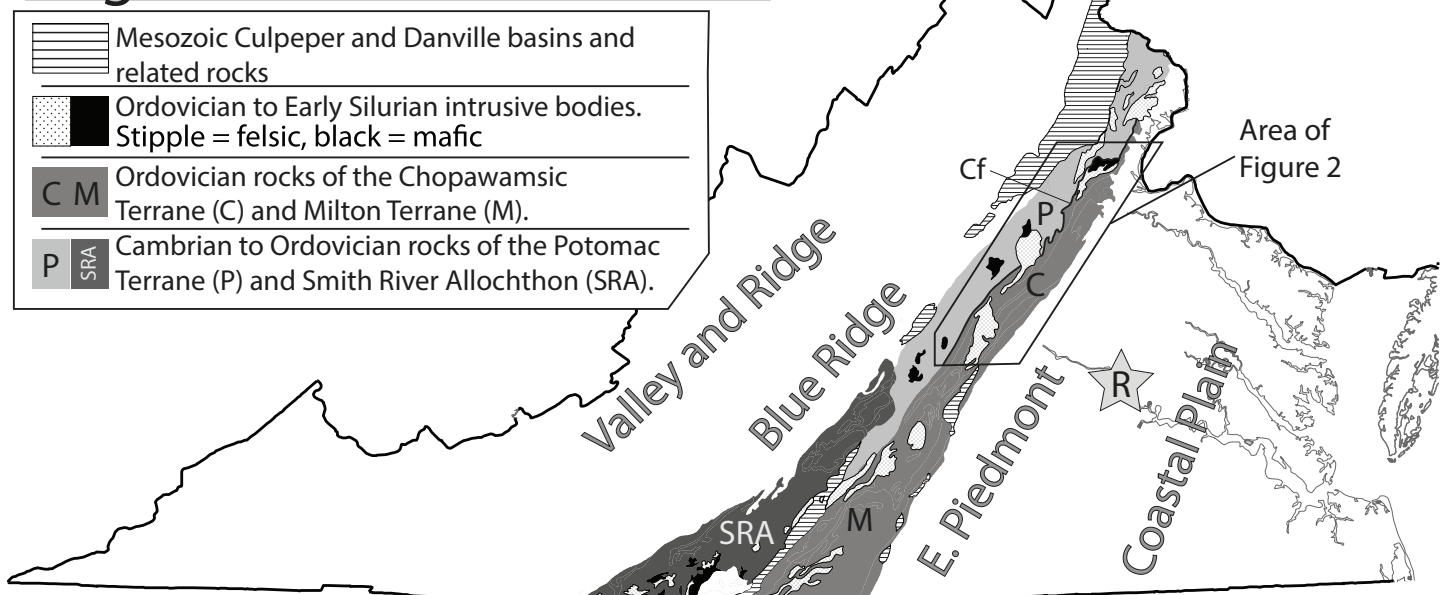 Mesozoic Culpeper and Danville basins and
related rocks
Ordovician to Early Silurian intrusive bodies.
Stipple = felsic, black = mafic
C M
Ordovician rocks of the Chopawamsic
Terrane (C) and Milton Terrane (M).
P
SRA
Cambrian to Ordovician rocks of the Potomac
Terrane (P) and Smith River Allochthon (SRA).
Area of
Figure 2
Cf
P
C
Valley and Ridge
Blue Ridge
R
E. Piedmont
Coastal Plain
SRA
M